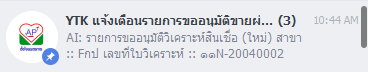 YTK แจ้งเตือนรายการขออนุมัติขายผ่... (3) 10:44 AM
AP
AI: รายการขออนุมัติวิเคราะห์สินเชื่อ (ใหม่) สาขา
:: Fกป เลขที่ใบวิเคราะห์ :: ๑๑N-20040002